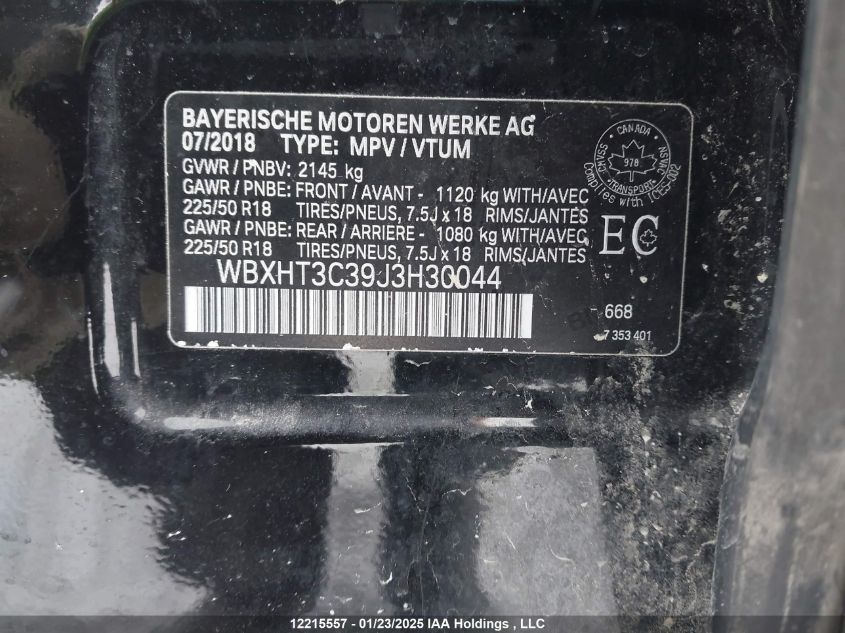 BAYERISCHE MOTOREN WERKE AG
07/2018 TYPE: MPV / VTUM
GVWR / PNBV: 2145 kg
GAWR / PNBE: FRONT / AVANT - 1120 kg WITH/AVEC
225/50 R18 TIRES/PNEUS, 7.5J x 18 RIMS/JANTES
GAWR / PNBE: REAR / ARRIERE - 1080 kg WITH/AVEC
225/50 R18 TIRES/PNEUS, 7.5J x 18 RIMS/JANTES
WBXHT3C39J3H30044
CANADA
CMVSS NSVAC
978
TRANSPORT
Complies with ICES-002
EC
668
7 353 401
12215557 - 01/23/2025 IAA Holdings , LLC